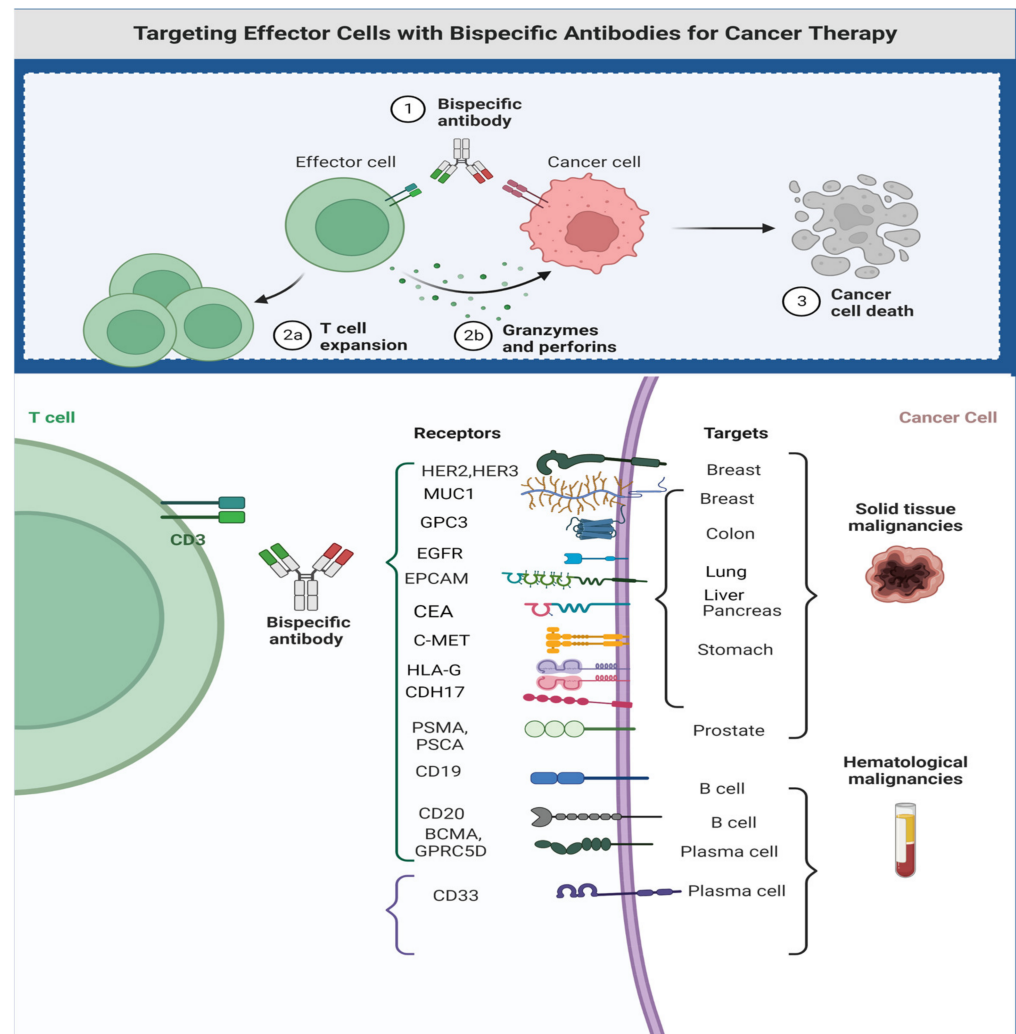 Targeting Effector Cells with Bispecific Antibodies for Cancer Therapy
1 Bispecific
antibody
Effector cell
Cancer cell
2a T cell
expansion
2b Granzymes
and perforins
3 Cancer
cell death
T cell
Cancer Cell
Receptors
Targets
HER2,HER3
Breast
MUC1
Breast
GPC3
Colon
EGFR
Lung
EPCAM
Liver
CEA
Pancreas
C-MET
Stomach
HLA-G
CDH17
PSMA,
PSCA
Prostate
CD19
B cell
CD20
B cell
BCMA,
GPRC5D
Plasma cell
CD33
Plasma cell
CD3
Bispecific
antibody
Solid tissue
malignancies
Hematological
malignancies